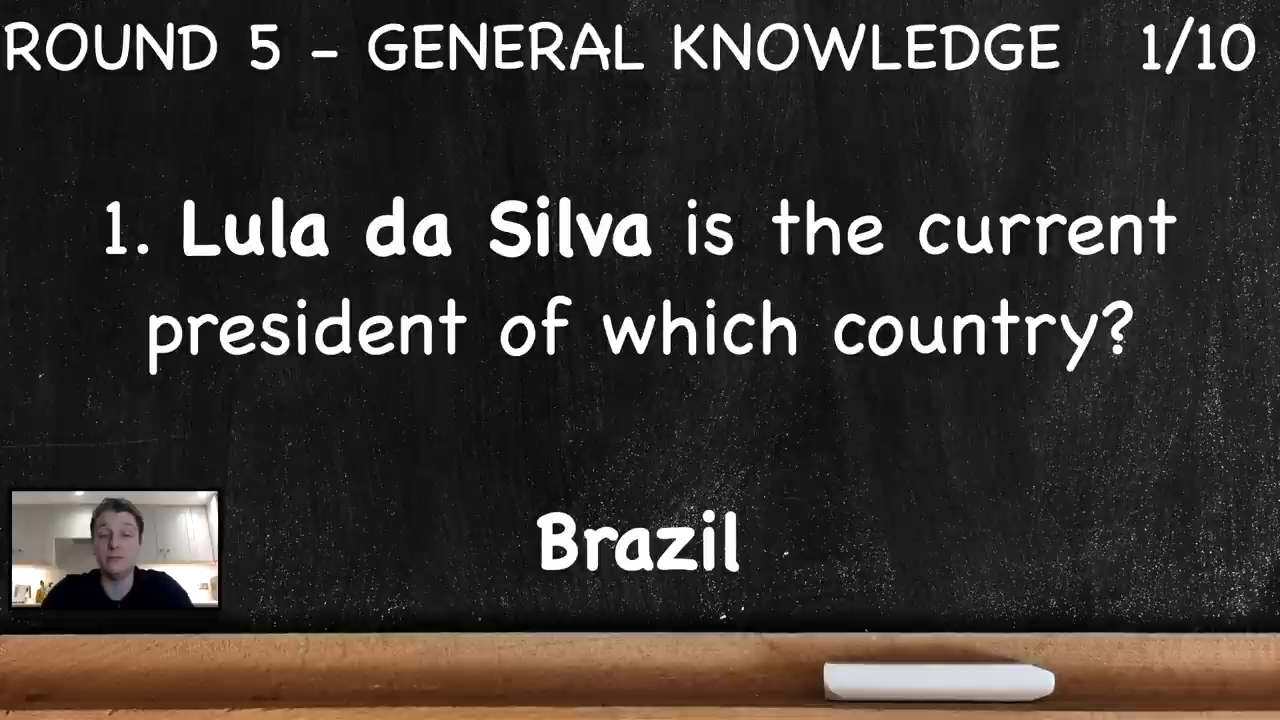 ROUND 5 - GENERAL KNOWLEDGE 1/10
1. Lula da Silva is the current
president of which country?
Brazil